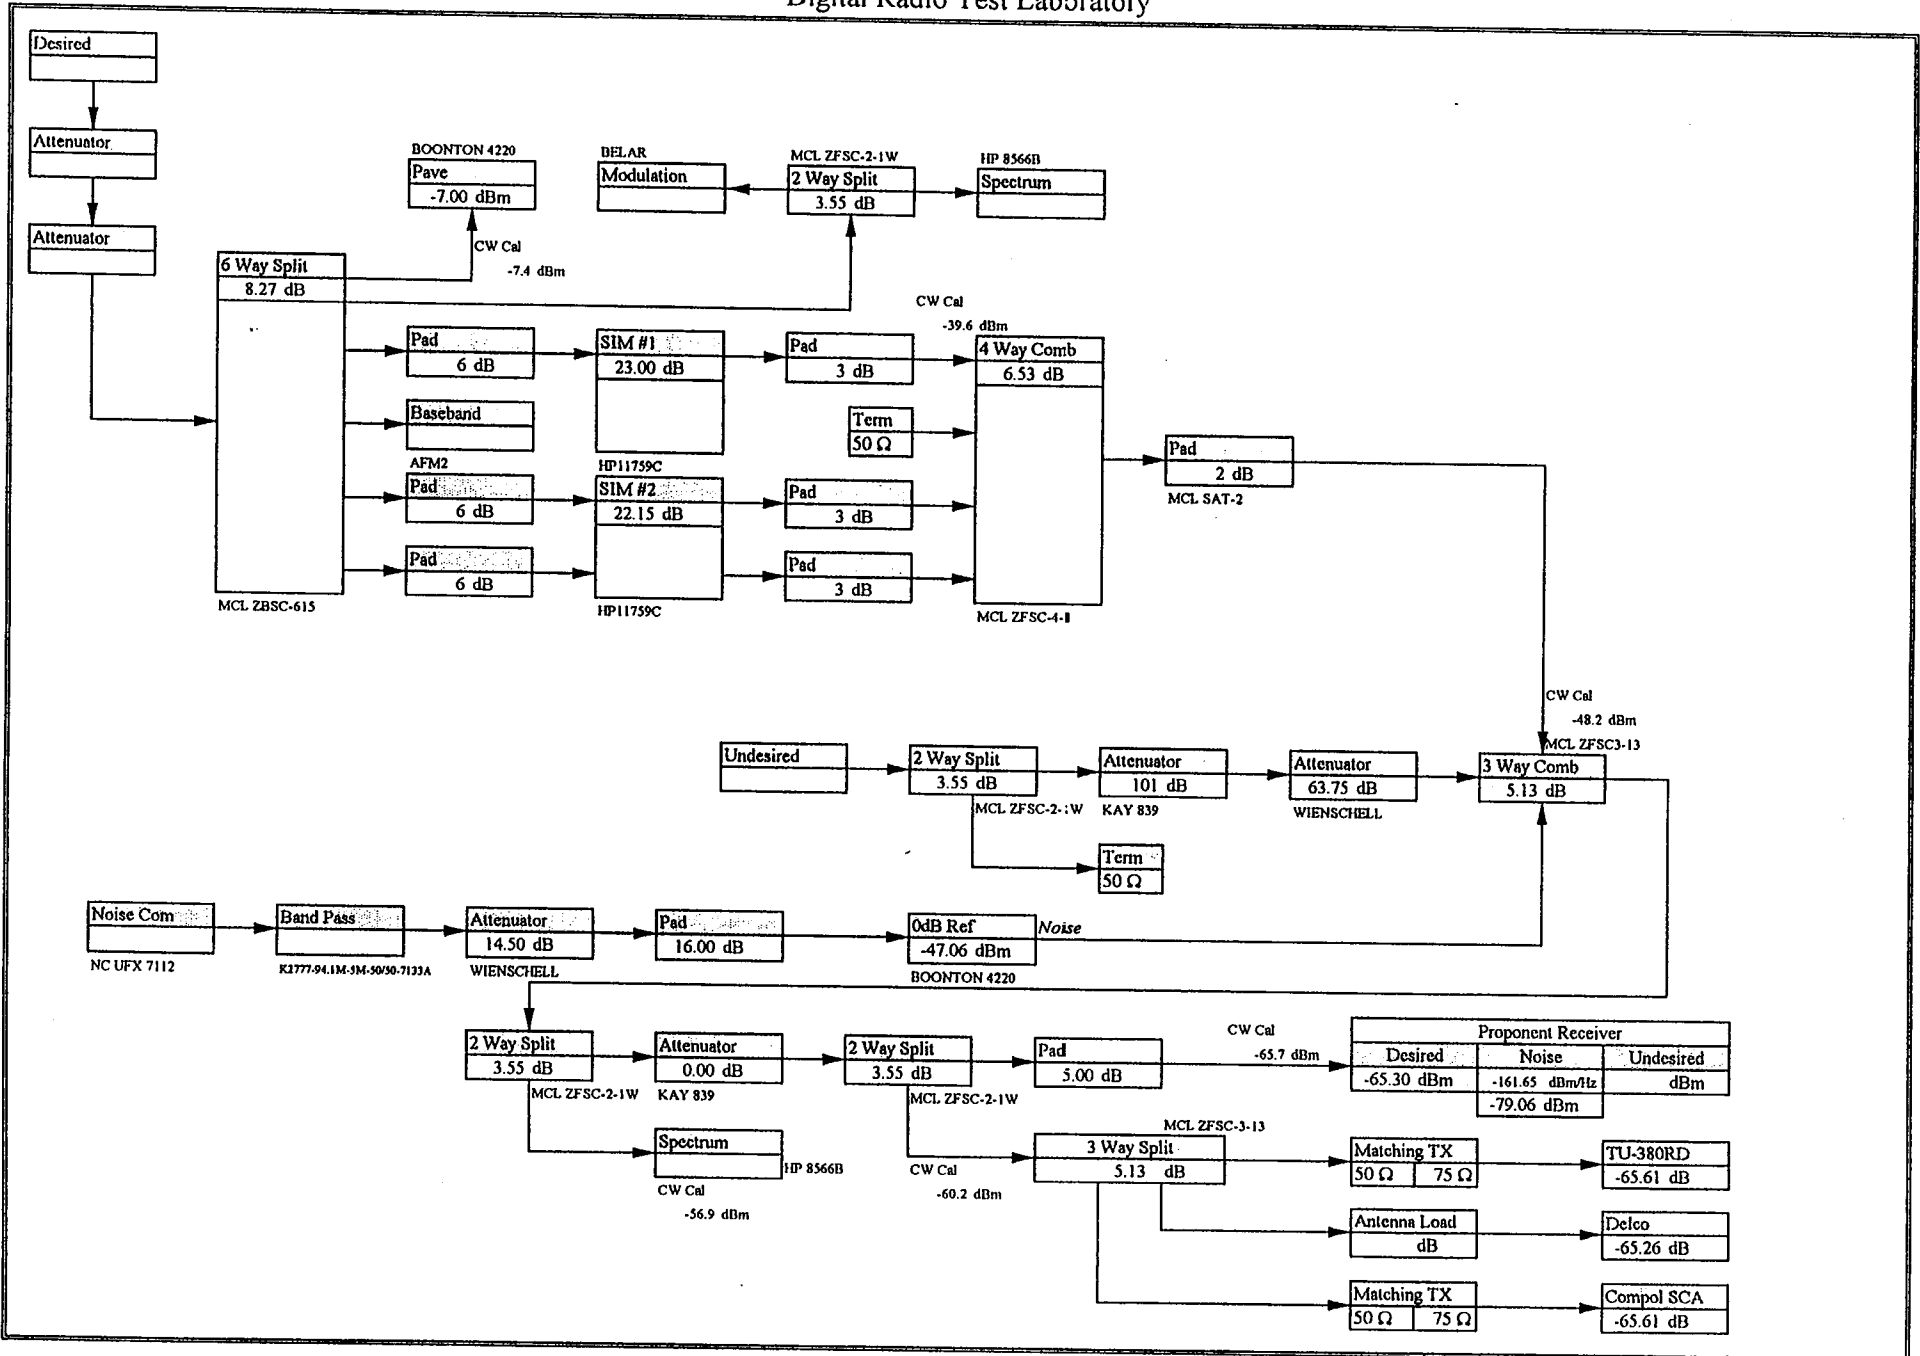 Digital Radio Test Laboratory
Desired
Attenuator
Attenuator
BOONTON 4220
Pave
-7.00 dBm
CW Cal
-7.4 dBm
BELAR
Modulation
MCL ZFSC-2-1W
2 Way Split
3.55 dB
HP 8566B
Spectrum
6 Way Split
8.27 dB
MCL ZBSC-615
Pad
6 dB
SIM #1
23.00 dB
HP11759C
Pad
3 dB
CW Cal
-39.6 dBm
4 Way Comb
6.53 dB
Baseband
AFM2
Term
50 Ω
Pad
6 dB
SIM #2
22.15 dB
Pad
3 dB
Pad
6 dB
HP11759C
Pad
3 dB
MCL ZFSC-4-1
Pad
2 dB
MCL SAT-2
CW Cal
-48.2 dBm
MCL ZFSC3-13
Undesired
2 Way Split
3.55 dB
MCL ZFSC-2-1W
Attenuator
101 dB
KAY 839
Attenuator
63.75 dB
WIENSCHELL
3 Way Comb
5.13 dB
Term
50 Ω
Noise Com
NC UFX 7112
Band Pass
K2777-94.1M-5M-50/50-7133A
Attenuator
14.50 dB
WIENSCHELL
Pad
16.00 dB
0dB Ref
-47.06 dBm
BOONTON 4220
Noise
2 Way Split
3.55 dB
MCL ZFSC-2-1W
Attenuator
0.00 dB
KAY 839
2 Way Split
3.55 dB
MCL ZFSC-2-1W
Pad
5.00 dB
CW Cal
-65.7 dBm
Proponent Receiver
Desired Noise Undesired
-65.30 dBm -161.65 dBm/Hz dBm
-79.06 dBm
Spectrum
HP 8566B
CW Cal
-56.9 dBm
CW Cal
-60.2 dBm
MCL ZFSC-3-13
3 Way Split
5.13 dB
Matching TX
50 Ω 75 Ω
TU-380RD
-65.61 dB
Antenna Load
dB
Delco
-65.26 dB
Matching TX
50 Ω 75 Ω
Compol SCA
-65.61 dB